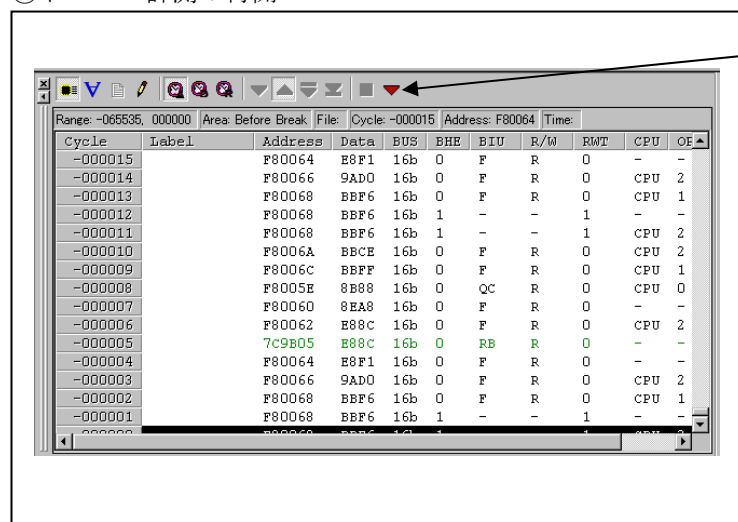 Range: -065535, 000000 Area: Before Break File: Cycle: -000015 Address: F80064 Time:
Cycle Label Address Data BUS BHE BIU R/W RWT CPU
-000015 F80064 E8F1 16b 0 F R 0 - -
-000014 F80066 9AD0 16b 0 F R 0 CPU 2
-000013 F80068 BBF6 16b 0 F R 0 CPU 1
-000012 F80068 BBF6 16b 1 - - 1 - -
-000011 F80068 BBF6 16b 1 - - 1 CPU 2
-000010 F8006A BBCE 16b 0 F R 0 CPU 2
-000009 F8006C BBFF 16b 0 F R 0 CPU 1
-000008 F8005E 8B88 16b 0 QC R 0 CPU 0
-000007 F80060 8EA8 16b 0 F R 0 - -
-000006 F80062 E88C 16b 0 F R 0 CPU 2
-000005 7C9B05 E88C 16b 0 RB R 0 - -
-000004 F80064 E8F1 16b 0 F R 0 - -
-000003 F80066 9AD0 16b 0 F R 0 CPU 2
-000002 F80068 BBF6 16b 0 F R 0 CPU 1
-000001 F80068 BBF6 16b 1 - - 1 - -